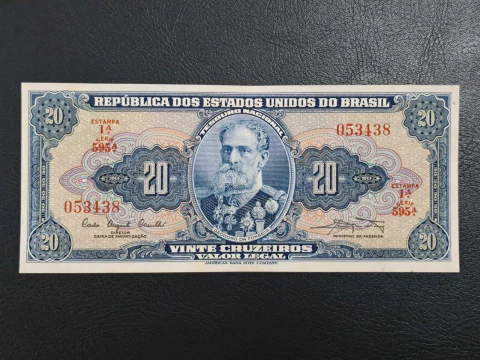 REPÚBLICA DOS ESTADOS UNIDOS DO BRASIL
TESOURO NACIONAL
20
20
ESTAMPA
1A
SÉRIE
595A
053438
20
20
053438
ESTAMPA
1A
SÉRIE
595A
DIRETOR
CAIXA DE AMORTIZAÇÃO
MINISTRO DA FAZENDA
20
20
VINTE CRUZEIROS
VALOR LEGAL
AMERICAN BANK NOTE COMPANY